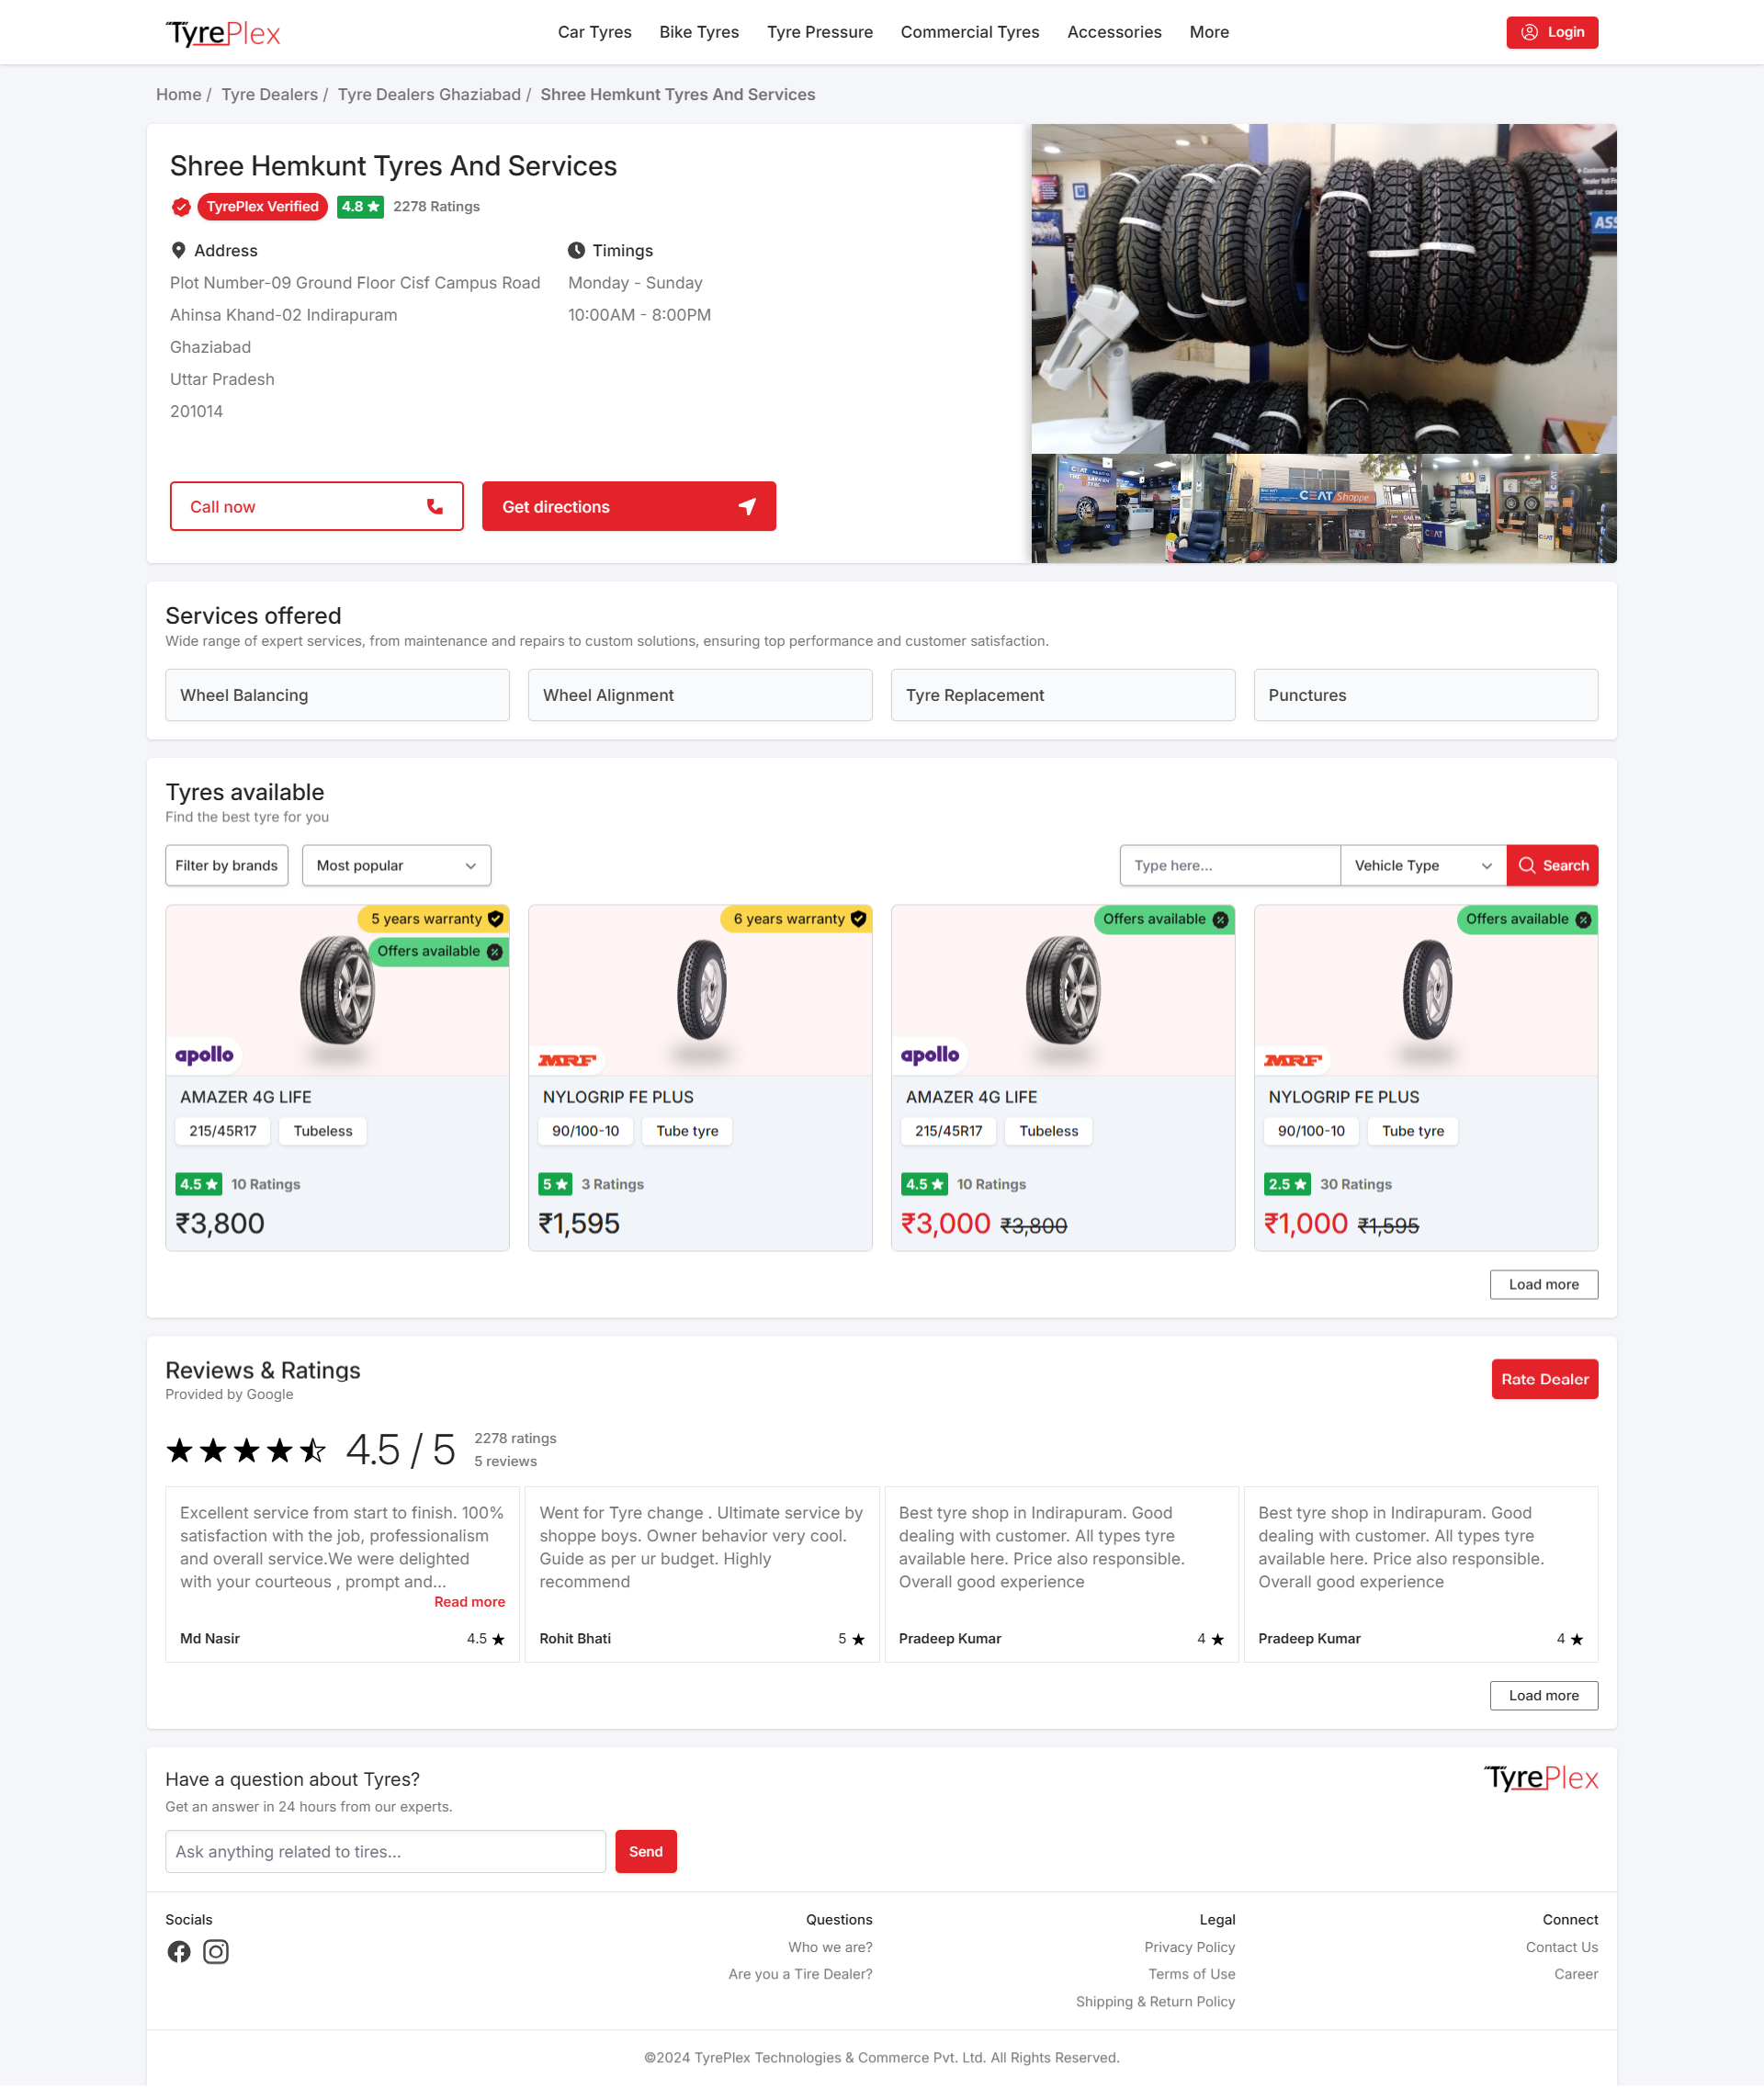 TyrePlex
Car Tyres
Bike Tyres
Tyre Pressure
Commercial Tyres
Accessories
More
Login
Home / Tyre Dealers / Tyre Dealers Ghaziabad / Shree Hemkunt Tyres And Services
Shree Hemkunt Tyres And Services
TyrePlex Verified
4.8 ★ 2278 Ratings
Address
Plot Number-09 Ground Floor Cisf Campus Road
Ahinsa Khand-02 Indirapuram
Ghaziabad
Uttar Pradesh
201014
Timings
Monday - Sunday
10:00AM - 8:00PM
Call now
Get directions
ASS
CEAT
CEAT Shoppe
CEAT
CEAT
Services offered
Wide range of expert services, from maintenance and repairs to custom solutions, ensuring top performance and customer satisfaction.
Wheel Balancing
Wheel Alignment
Tyre Replacement
Punctures
Tyres available
Find the best tyre for you
Filter by brands
Most popular
Type here...
Vehicle Type
Search
5 years warranty
Offers available
apollo
AMAZER 4G LIFE
215/45R17
Tubeless
4.5 ★ 10 Ratings
₹3,800
6 years warranty
MRF
NYLOGRIP FE PLUS
90/100-10
Tube tyre
5 ★ 3 Ratings
₹1,595
Offers available
apollo
AMAZER 4G LIFE
215/45R17
Tubeless
4.5 ★ 10 Ratings
₹3,000 ₹3,800
Offers available
MRF
NYLOGRIP FE PLUS
90/100-10
Tube tyre
2.5 ★ 30 Ratings
₹1,000 ₹1,595
Load more
Reviews & Ratings
Provided by Google
Rate Dealer
4.5 / 5
2278 ratings
5 reviews
Excellent service from start to finish. 100%
satisfaction with the job, professionalism
and overall service.We were delighted
with your courteous , prompt and...
Read more
Md Nasir
4.5 ★
Went for Tyre change . Ultimate service by
shoppe boys. Owner behavior very cool.
Guide as per ur budget. Highly
recommend
Rohit Bhati
5 ★
Best tyre shop in Indirapuram. Good
dealing with customer. All types tyre
available here. Price also responsible.
Overall good experience
Pradeep Kumar
4 ★
Best tyre shop in Indirapuram. Good
dealing with customer. All types tyre
available here. Price also responsible.
Overall good experience
Pradeep Kumar
4 ★
Load more
Have a question about Tyres?
Get an answer in 24 hours from our experts.
Ask anything related to tires...
Send
TyrePlex
Socials
Questions
Who we are?
Are you a Tire Dealer?
Legal
Privacy Policy
Terms of Use
Shipping & Return Policy
Connect
Contact Us
Career
©2024 TyrePlex Technologies & Commerce Pvt. Ltd. All Rights Reserved.